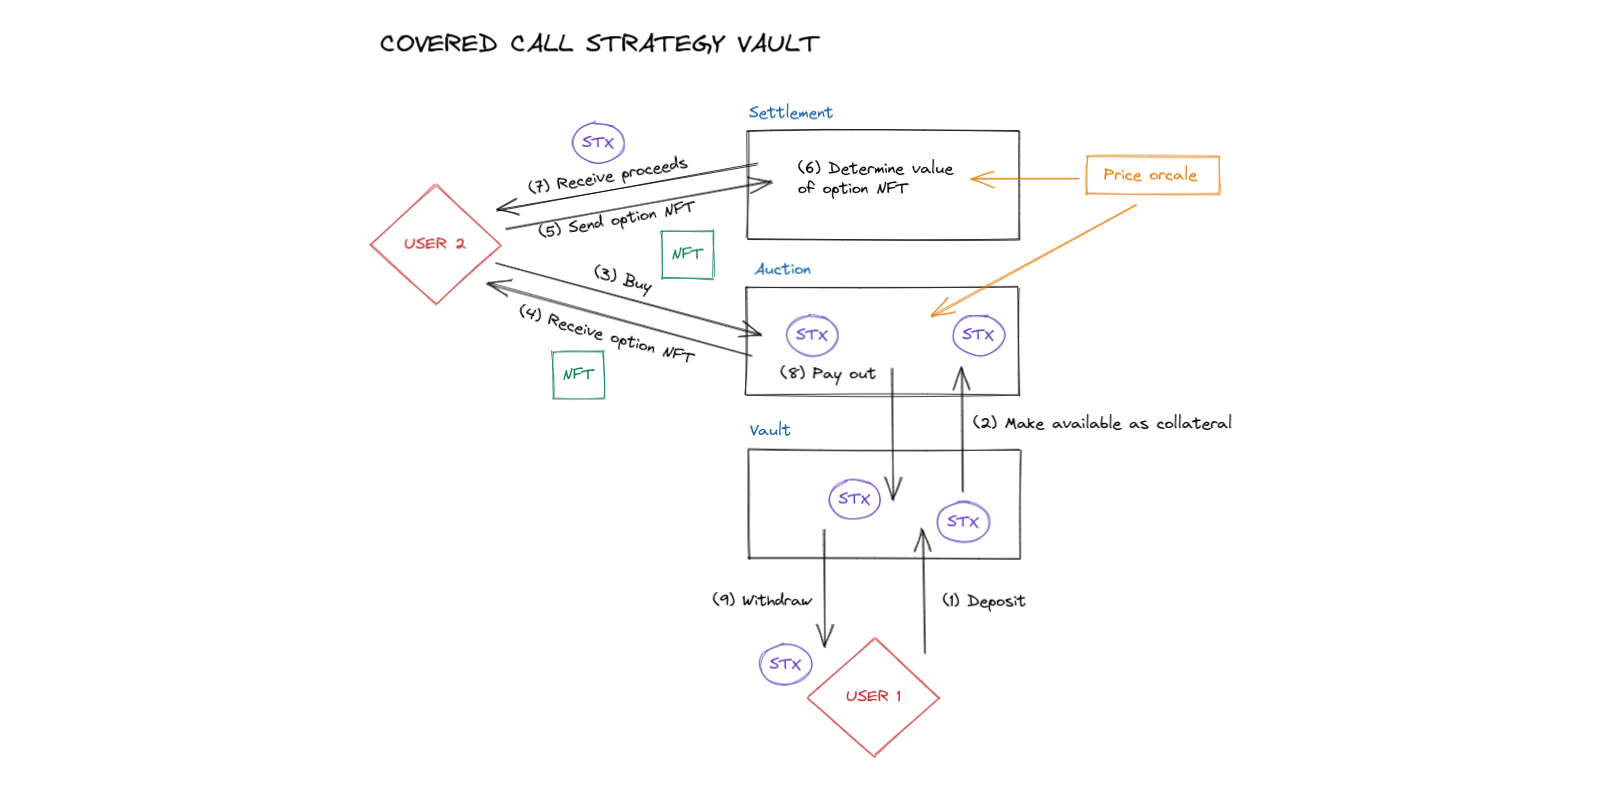 COVERED CALL STRATEGY VAULT
Settlement
STX
(7) Receive proceeds
(6) Determine value
of option NFT
Price orcale
(5) Send option NFT
USER 2
NFT
Auction
(3) Buy
(4) Receive option NFT
STX
STX
NFT
(8) Pay out
(2) Make available as collateral
Vault
STX
STX
(9) Withdraw
(1) Deposit
STX
USER 1